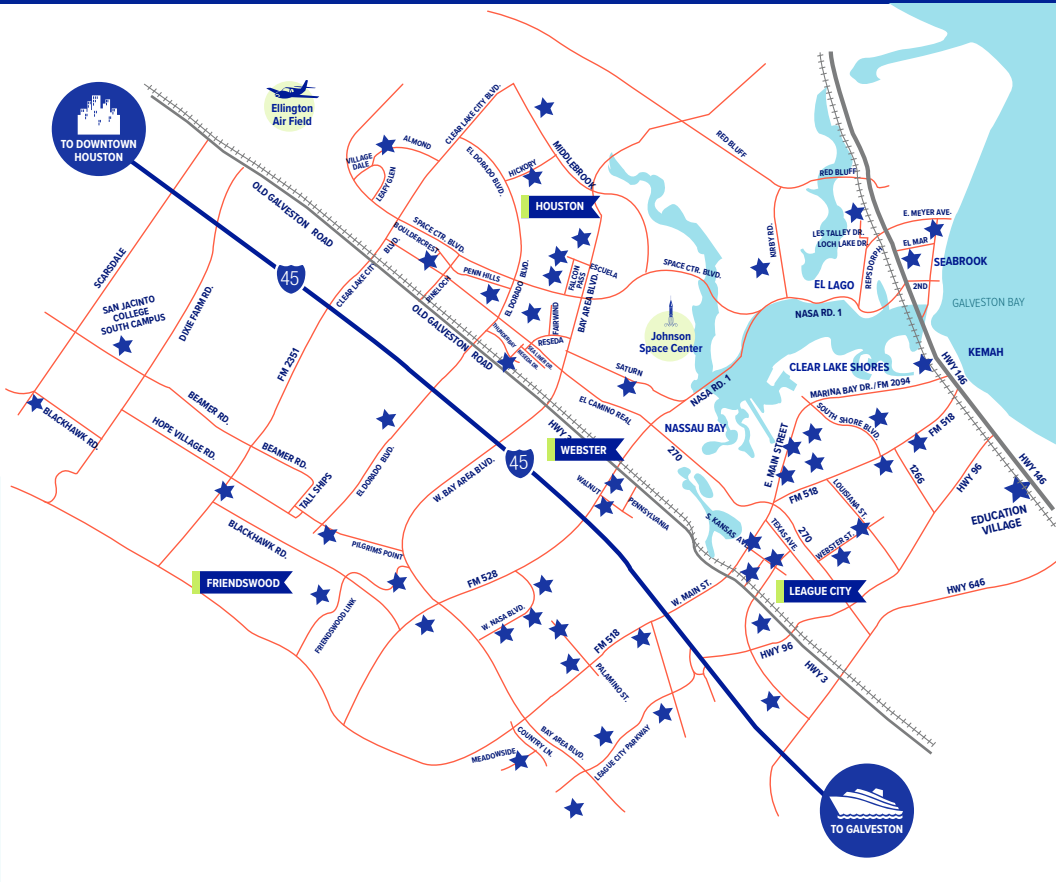 TO DOWNTOWN
HOUSTON
Ellington
Air Field
VILLAGE
DALE
ALMOND
LEAFY GLEN
CLEAR LAKE CITY BLVD.
EL DORADO BLVD.
HICKORY
MIDDLEBROOK
RED BLUFF
RED BLUFF
HOUSTON
OLD GALVESTON ROAD
SPACE CTR. BLVD.
BOULDERCREST
CLEAR LAKE CITY BLVD.
PENN HILLS
PINELOCH
EL DORADO BLVD.
FALCON
PASS
ESCUELA
BAY AREA BLVD.
FAIRWIND
RESEDA
SPACE CTR. BLVD.
KIRBY RD.
LES TALLEY DR.
LOCH LAKE DR.
REPSDORPH
E. MEYER AVE.
EL MAR
SEABROOK
2ND
EL LAGO
NASA RD. 1
GALVESTON BAY
KEMAH
45
SCARSDALE
SAN JACINTO
COLLEGE
SOUTH CAMPUS
DIXIE FARM RD.
FM 2351
OLD GALVESTON ROAD
THUNDERBAY
RESEDA DR.
Johnson
Space Center
SATURN
EL CAMINO REAL
NASA RD. 1
NASSAU BAY
CLEAR LAKE SHORES
MARINA BAY DR. / FM 2094
HWY 146
SOUTH SHORE BLVD.
FM 518
E. MAIN STREET
BLACKHAWK RD.
BEAMER RD.
HOPE VILLAGE RD.
BEAMER RD.
TALL SHIPS
ELDORADO BLVD.
W. BAY AREA BLVD.
45
HWY 3
WEBSTER
270
WALNUT
PENNSYLVANIA
FM 518
LOUISIANA ST.
1266
HWY 96
HWY 146
EDUCATION
VILLAGE
BLACKHAWK RD.
PILGRIMS POINT
FRIENDSWOOD
FRIENDSWOOD LINK
FM 528
W. NASA BLVD.
S. KANSAS AVE.
TEXAS AVE.
270
WEBSTER ST.
LEAGUE CITY
HWY 646
W. MAIN ST.
FM 518
PALAMINO ST.
HWY 96
HWY 3
MEADOWSIDE
COUNTRY LN.
BAY AREA BLVD.
LEAGUE CITY PARKWAY
TO GALVESTON